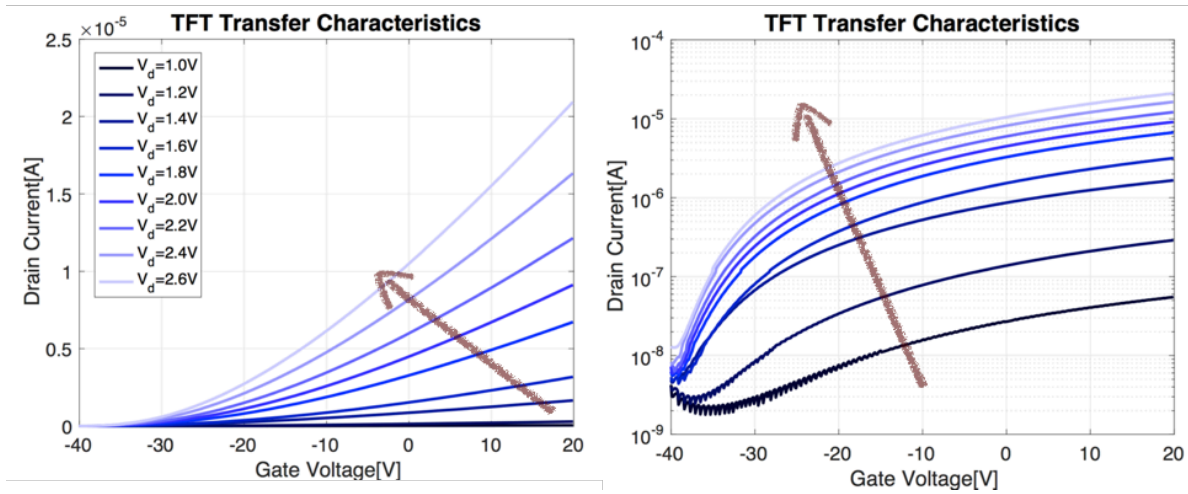 TFT Transfer Characteristics
×10⁻⁵
2.5
2
1.5
1
0.5
0
Drain Current[A]
V_d=1.0V
V_d=1.2V
V_d=1.4V
V_d=1.6V
V_d=1.8V
V_d=2.0V
V_d=2.2V
V_d=2.4V
V_d=2.6V
-40 -30 -20 -10 0 10 20
Gate Voltage[V]
TFT Transfer Characteristics
10⁻⁴
10⁻⁵
10⁻⁶
10⁻⁷
10⁻⁸
10⁻⁹
Drain Current[A]
-40 -30 -20 -10 0 10 20
Gate Voltage[V]